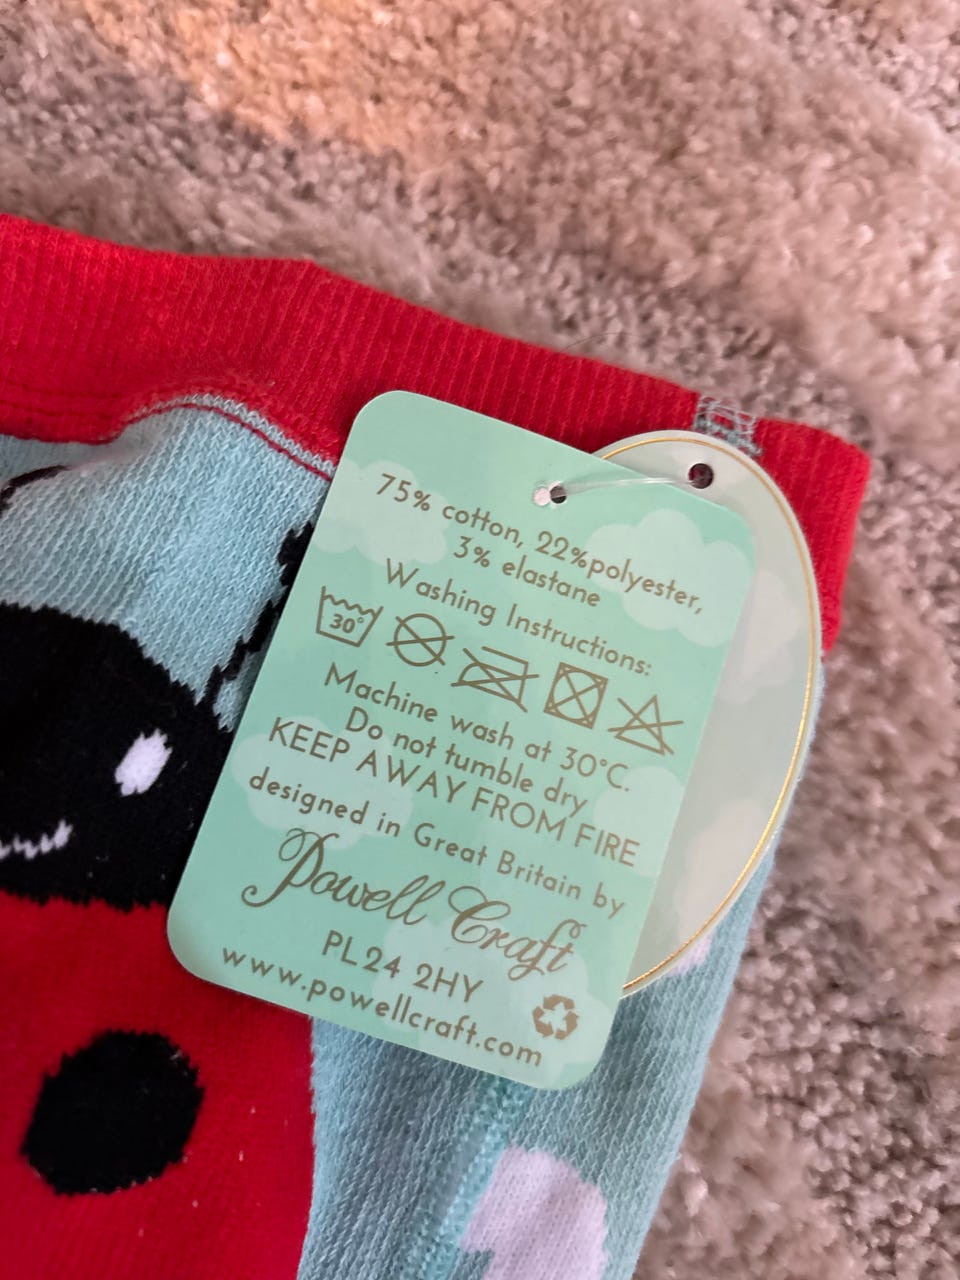 75% cotton, 22%polyester,
3% elastane
Washing Instructions:
30°
Machine wash at 30°C.
Do not tumble dry
KEEP AWAY FROM FIRE
designed in Great Britain by
Powell Craft
PL24 2HY
www.powellcraft.com